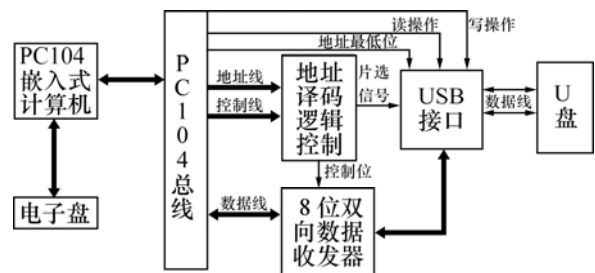 读操作
写操作
地址最低位
PC104
嵌入式
计算机
PC104总线
地址线
控制线
地址
译码
逻辑
控制
片选
信号
USB
接口
数据线
U
盘
控制位
电子盘
数据线
8位双
向数据
收发器